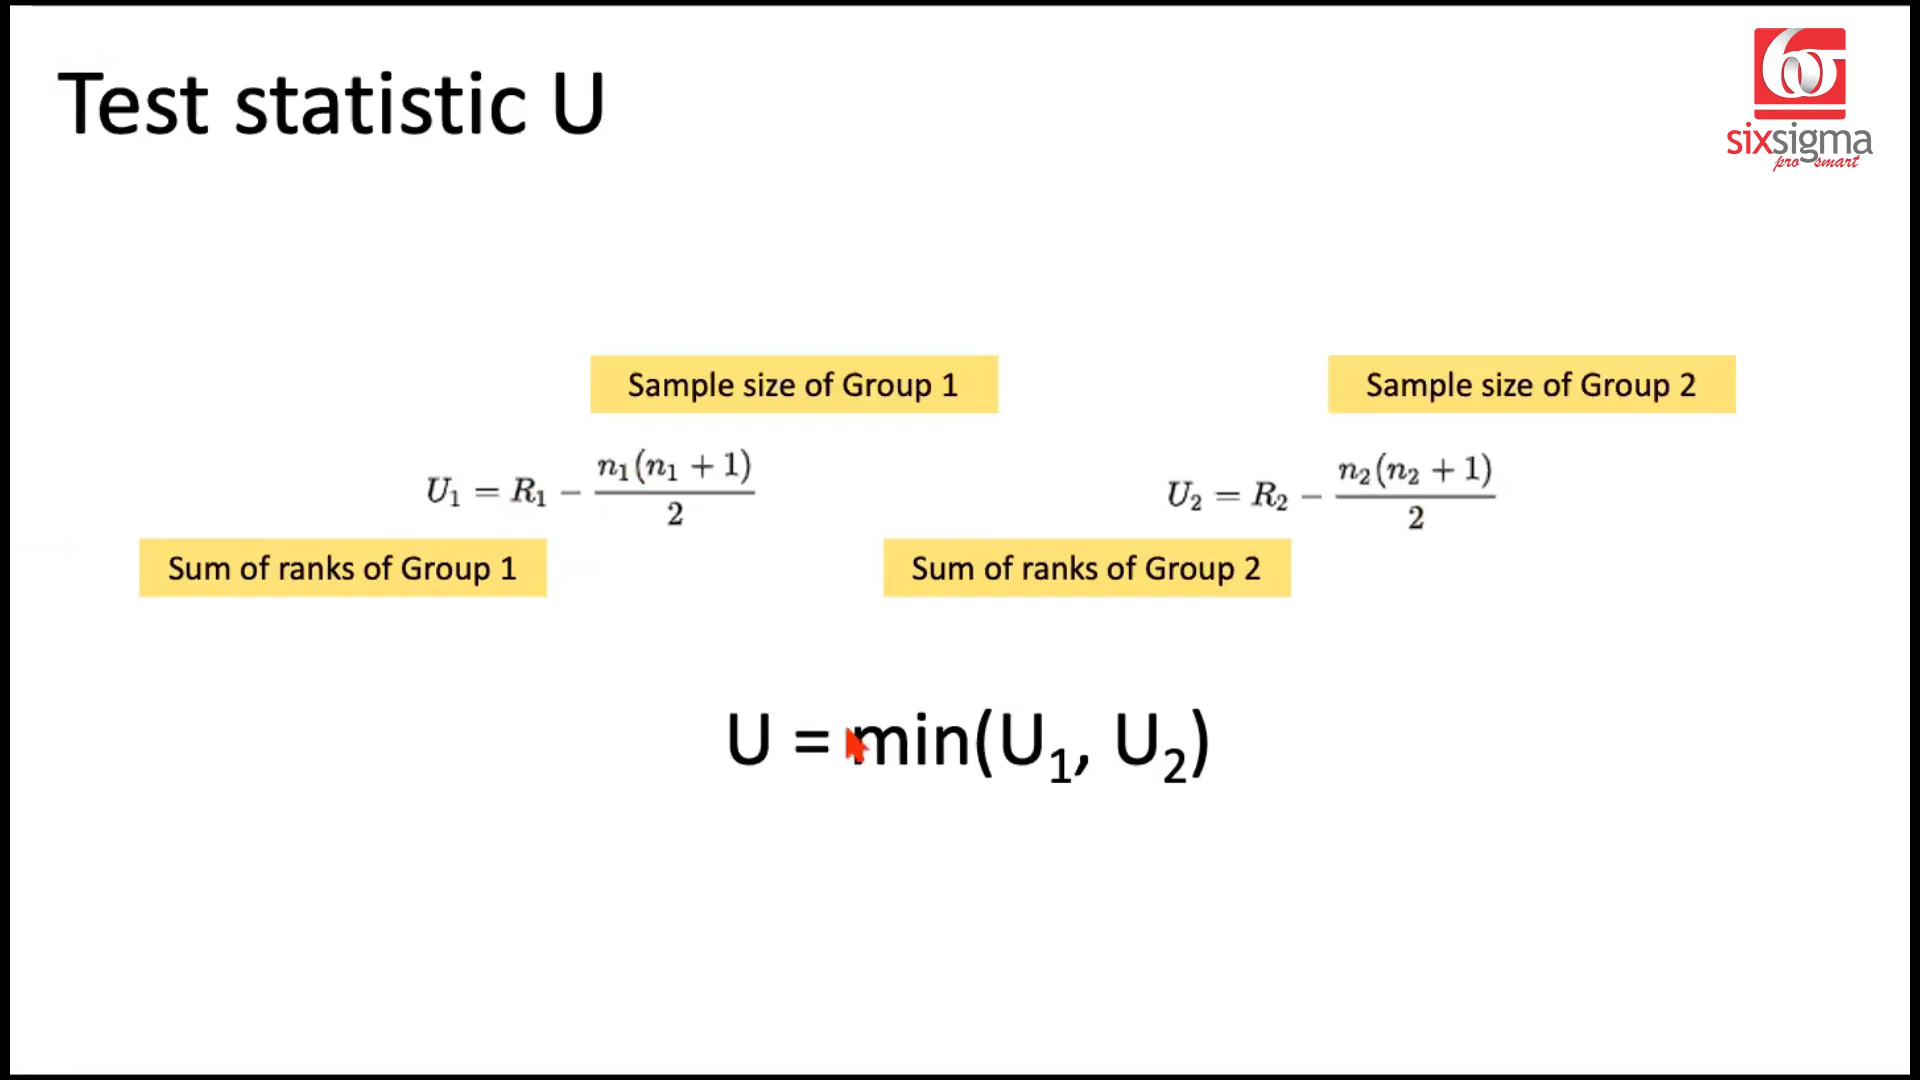 Test statistic U
6σ
sixsigma
pro smart
Sample size of Group 1
Sample size of Group 2
U₁ = R₁ − n₁(n₁ + 1)/2
U₂ = R₂ − n₂(n₂ + 1)/2
Sum of ranks of Group 1
Sum of ranks of Group 2
U = min(U₁, U₂)